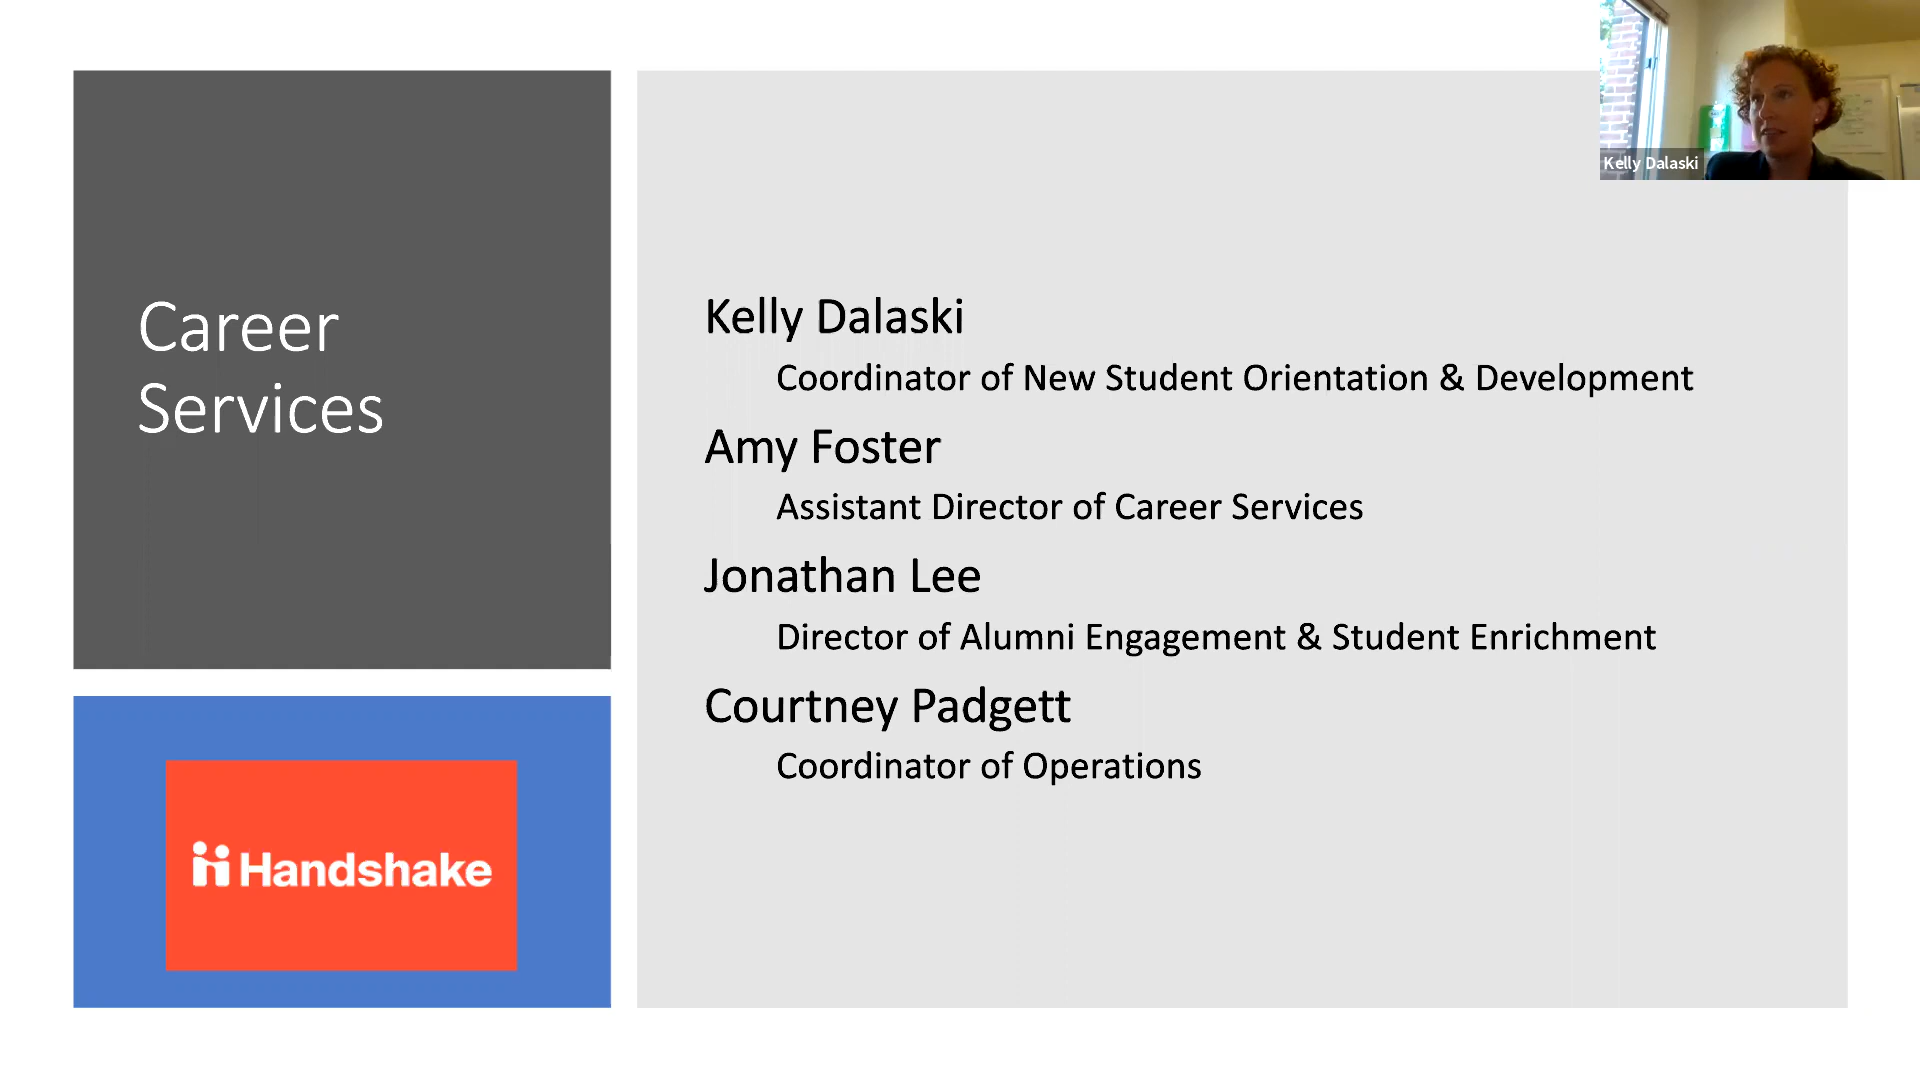 Career
Services
Handshake
Kelly Dalaski
Coordinator of New Student Orientation & Development
Amy Foster
Assistant Director of Career Services
Jonathan Lee
Director of Alumni Engagement & Student Enrichment
Courtney Padgett
Coordinator of Operations
Kelly Dalaski